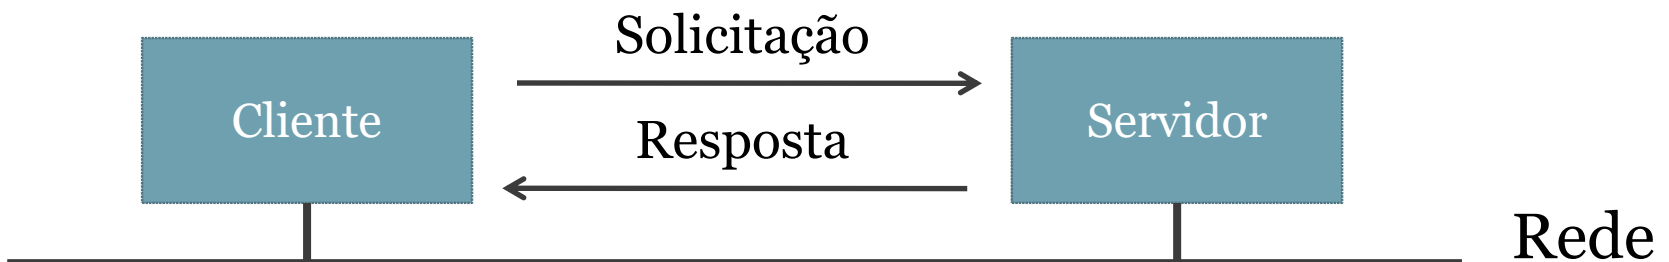 Solicitação
Cliente
Servidor
Resposta
Rede